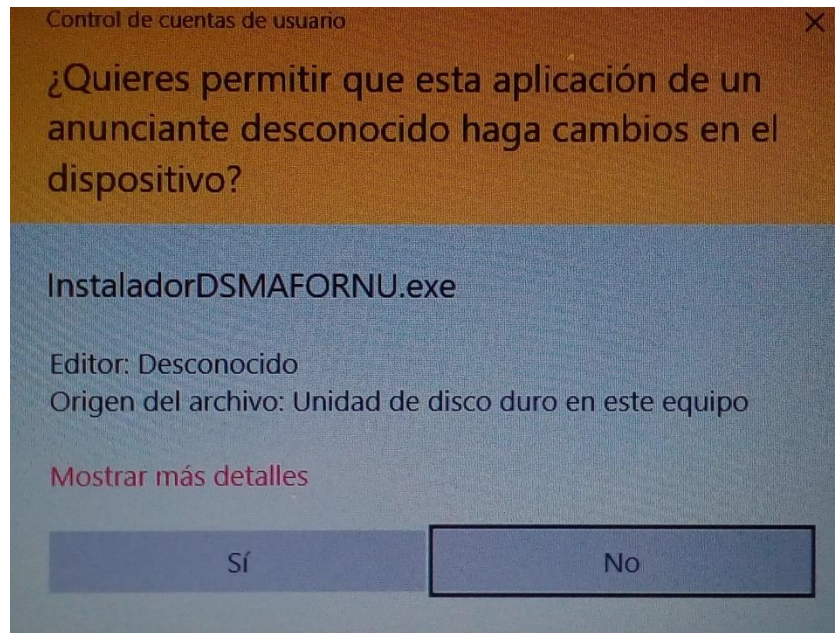 Control de cuentas de usuario
¿Quieres permitir que esta aplicación de un
anunciante desconocido haga cambios en el
dispositivo?
InstaladorDSMAFORNU.exe
Editor: Desconocido
Origen del archivo: Unidad de disco duro en este equipo
Mostrar más detalles
Sí
No